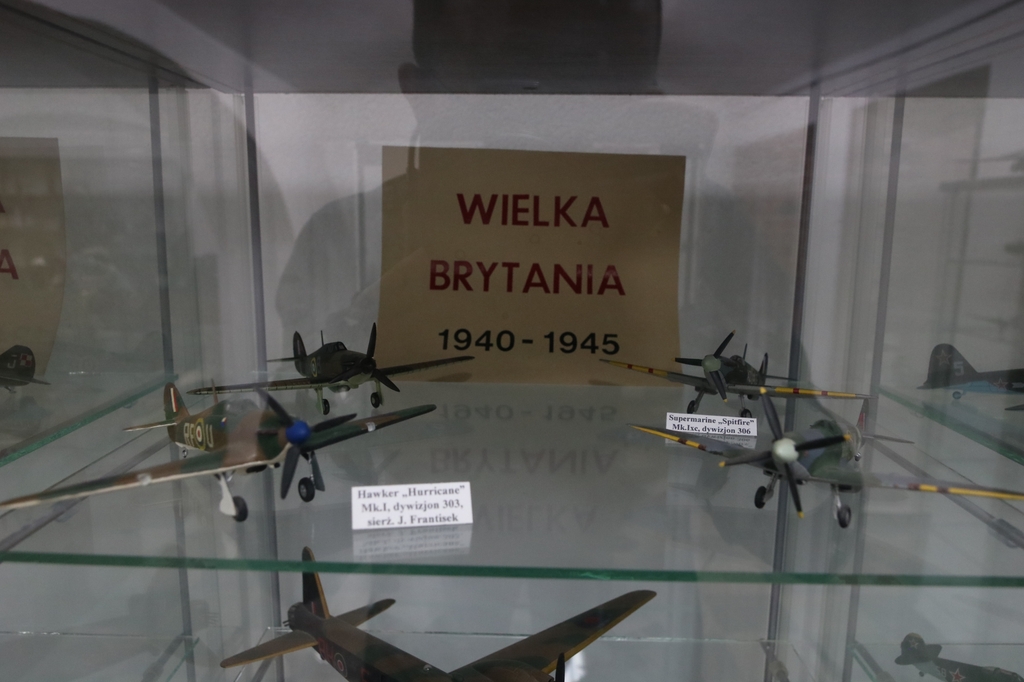 WIELKA
BRYTANIA
1940 - 1945
Supermarine „Spitfire"
Mk.Ixc, dywizjon 306
Hawker „Hurricane"
Mk.I, dywizjon 303,
sierż. J. Frantisek